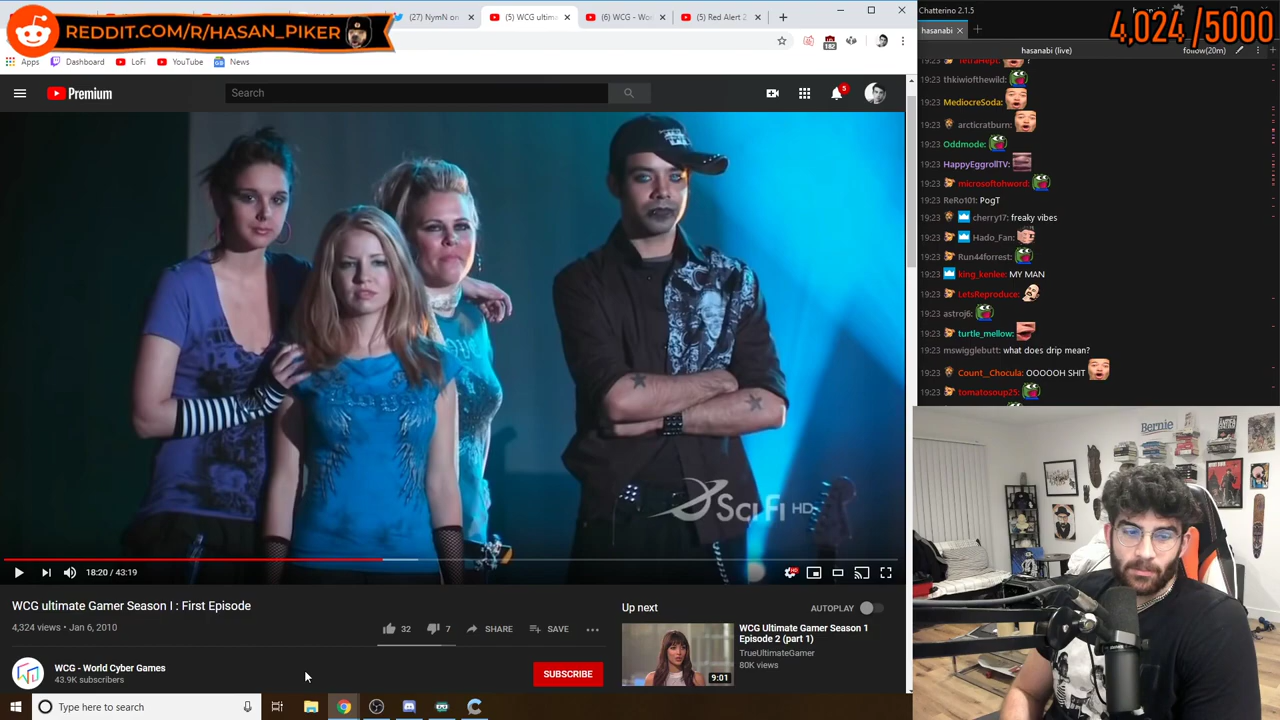 REDDIT.COM/R/HASAN_PIKER
(27) NymN on
(5) WCG ultim
(6) WCG - Wo
(5) Red Alert 2
Chatterino 2.1.5
4,024 /5000
hasanabi
182
Apps
Dashboard
LoFi
YouTube
News
hasanabi (live)
follow(20m)
Premium
Search
5
TetraHept: ?
thkiwiofthewild:
19:23 MediocreSoda:
19:23 arcticratburn:
19:23 Oddmode:
19:23 HappyEggrollTV:
19:23 microsoftohword:
19:23 ReRo101: PogT
19:23 cherry17: freaky vibes
19:23 Hado_Fan:
19:23 Run44forrest:
19:23 king_kenlee: MY MAN
19:23 LetsReproduce:
19:23 astroj6:
19:23 turtle_mellow:
19:23 mswigglebutt: what does drip mean?
19:23 Count__Chocula: OOOOOH SHIT
19:23 tomatosoup25:
SciFi HD
Bernie
18:20 / 43:19
HD
WCG ultimate Gamer Season I : First Episode
4,324 views • Jan 6, 2010
32
7
SHARE
SAVE
WCG - World Cyber Games
43.9K subscribers
SUBSCRIBE
Up next
AUTOPLAY
WCG Ultimate Gamer Season 1
Episode 2 (part 1)
TrueUltimateGamer
80K views
9:01
Type here to search